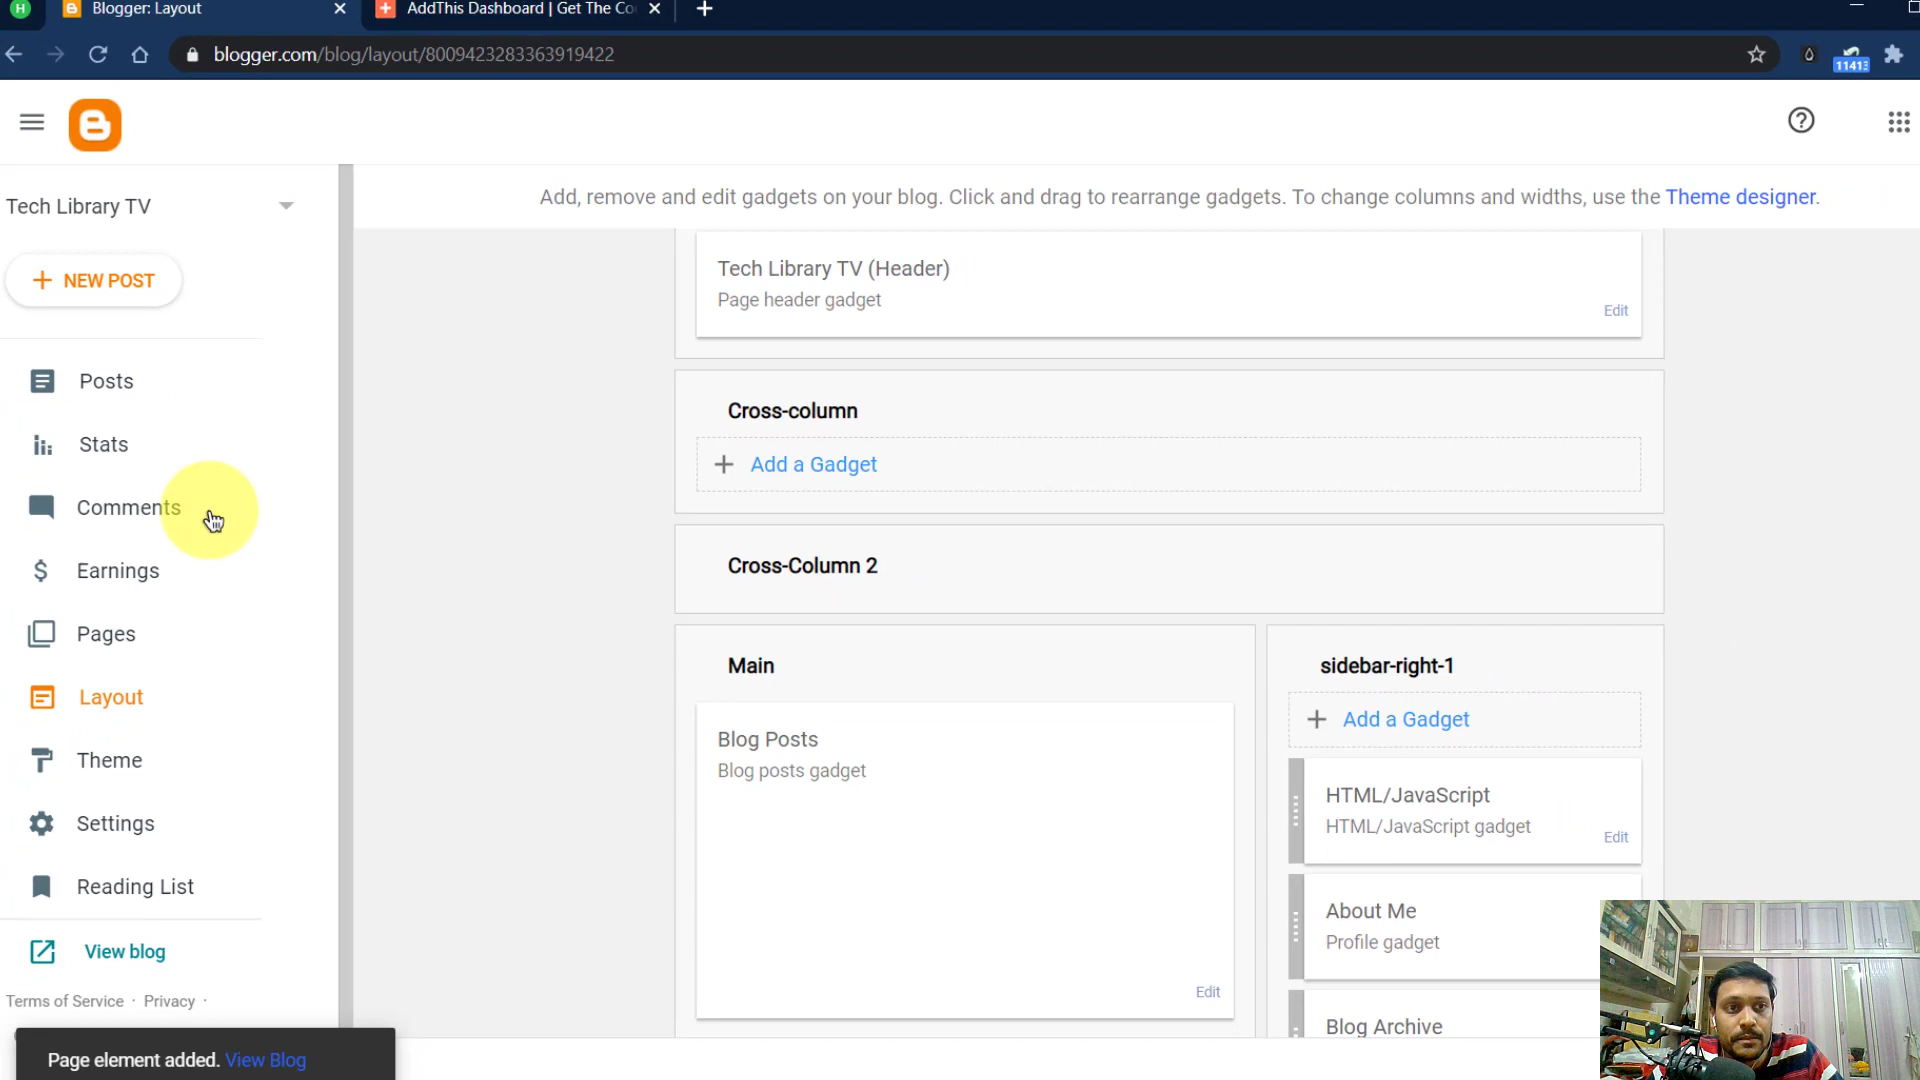 H
Blogger: Layout
AddThis Dashboard | Get The Co
blogger.com/blog/layout/8009423283363919422
11413
Add, remove and edit gadgets on your blog. Click and drag to rearrange gadgets. To change columns and widths, use the Theme designer.
Tech Library TV
NEW POST
Posts
Stats
Comments
Earnings
Pages
Layout
Theme
Settings
Reading List
View blog
Terms of Service · Privacy ·
Page element added. View Blog
Tech Library TV (Header)
Page header gadget
Edit
Cross-column
Add a Gadget
Cross-Column 2
Main
Blog Posts
Blog posts gadget
Edit
sidebar-right-1
Add a Gadget
HTML/JavaScript
HTML/JavaScript gadget
Edit
About Me
Profile gadget
Blog Archive